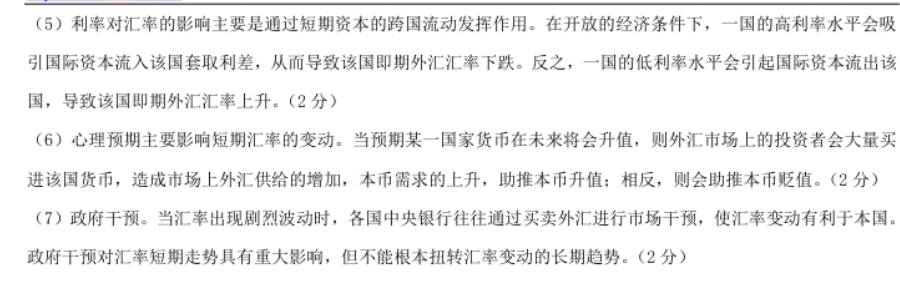 （5）利率对汇率的影响主要是通过短期资本的跨国流动发挥作用。在开放的经济条件下，一国的高利率水平会吸
引国际资本流入该国套取利差，从而导致该国即期外汇汇率下跌。反之，一国的低利率水平会引起国际资本流出该
国，导致该国即期外汇汇率上升。（2 分）
（6）心理预期主要影响短期汇率的变动。当预期某一国家货币在未来将会升值，则外汇市场上的投资者会大量买
进该国货币，造成市场上外汇供给的增加，本币需求的上升，助推本币升值；相反，则会助推本币贬值。（2 分）
（7）政府干预。当汇率出现剧烈波动时，各国中央银行往往通过买卖外汇进行市场干预，使汇率变动有利于本国。
政府干预对汇率短期走势具有重大影响，但不能根本扭转汇率变动的长期趋势。（2 分）